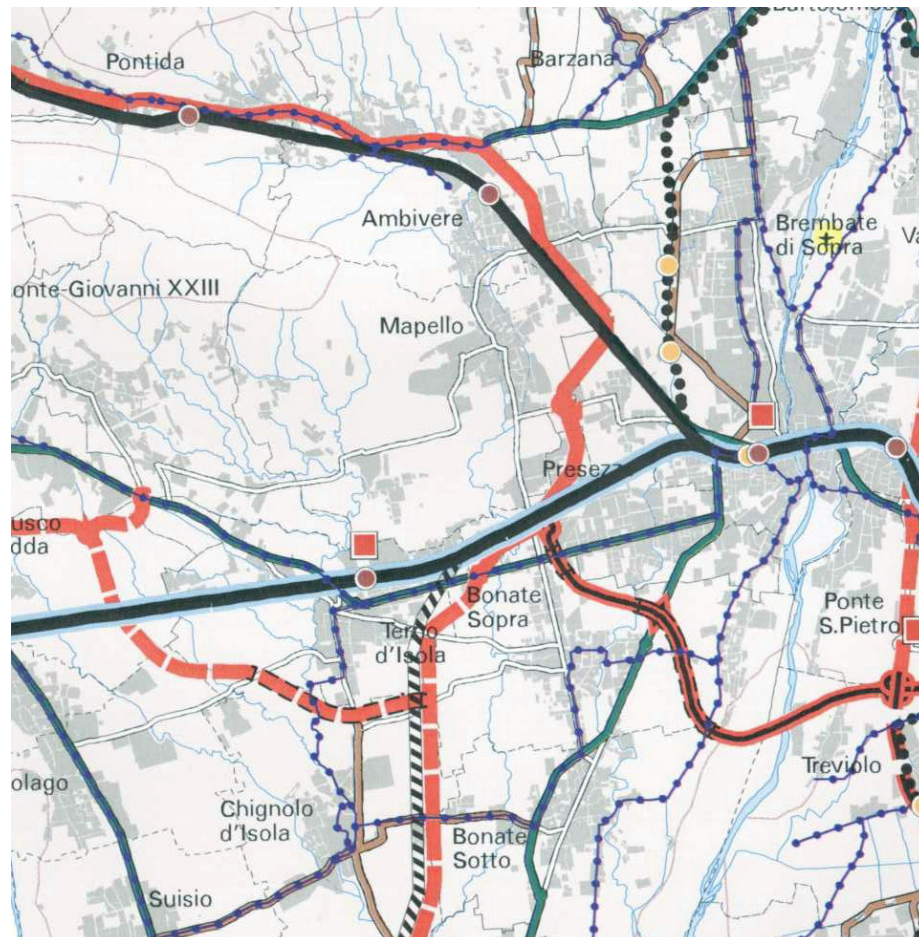 Pontida
Barzana
Ambivere
Brembate
di Sopra
onte-Giovanni XXIII
Mapello
Presezz
usco
dda
Bonate
Sopra
Terno
d'Isola
Ponte
S.Pietro
Treviolo
olago
Chignolo
d'Isola
Bonate
Sotto
Suisio